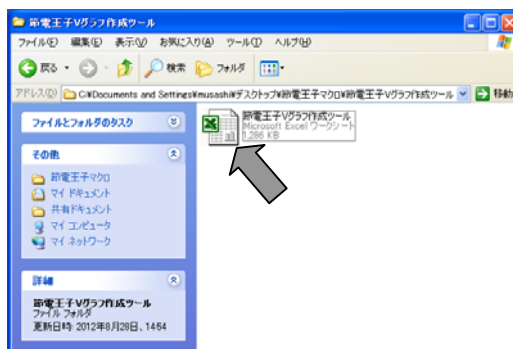 節電王子Vグラフ作成ツール
ファイル(F) 編集(E) 表示(V) お気に入り(A) ツール(T) ヘルプ(H)
戻る 検索 フォルダ
アドレス(D) C:¥Documents and Settings¥musashi¥デスクトップ¥節電王子マクロ¥節電王子Vグラフ作成ツール 移動
ファイルとフォルダのタスク
その他
節電王子マクロ
マイ ドキュメント
共有ドキュメント
マイ コンピュータ
マイ ネットワーク
詳細
節電王子Vグラフ作成ツール
ファイル フォルダ
更新日時: 2012年8月28日、14:54
節電王子Vグラフ作成ツール
Microsoft Excel ワークシート
1,286 KB